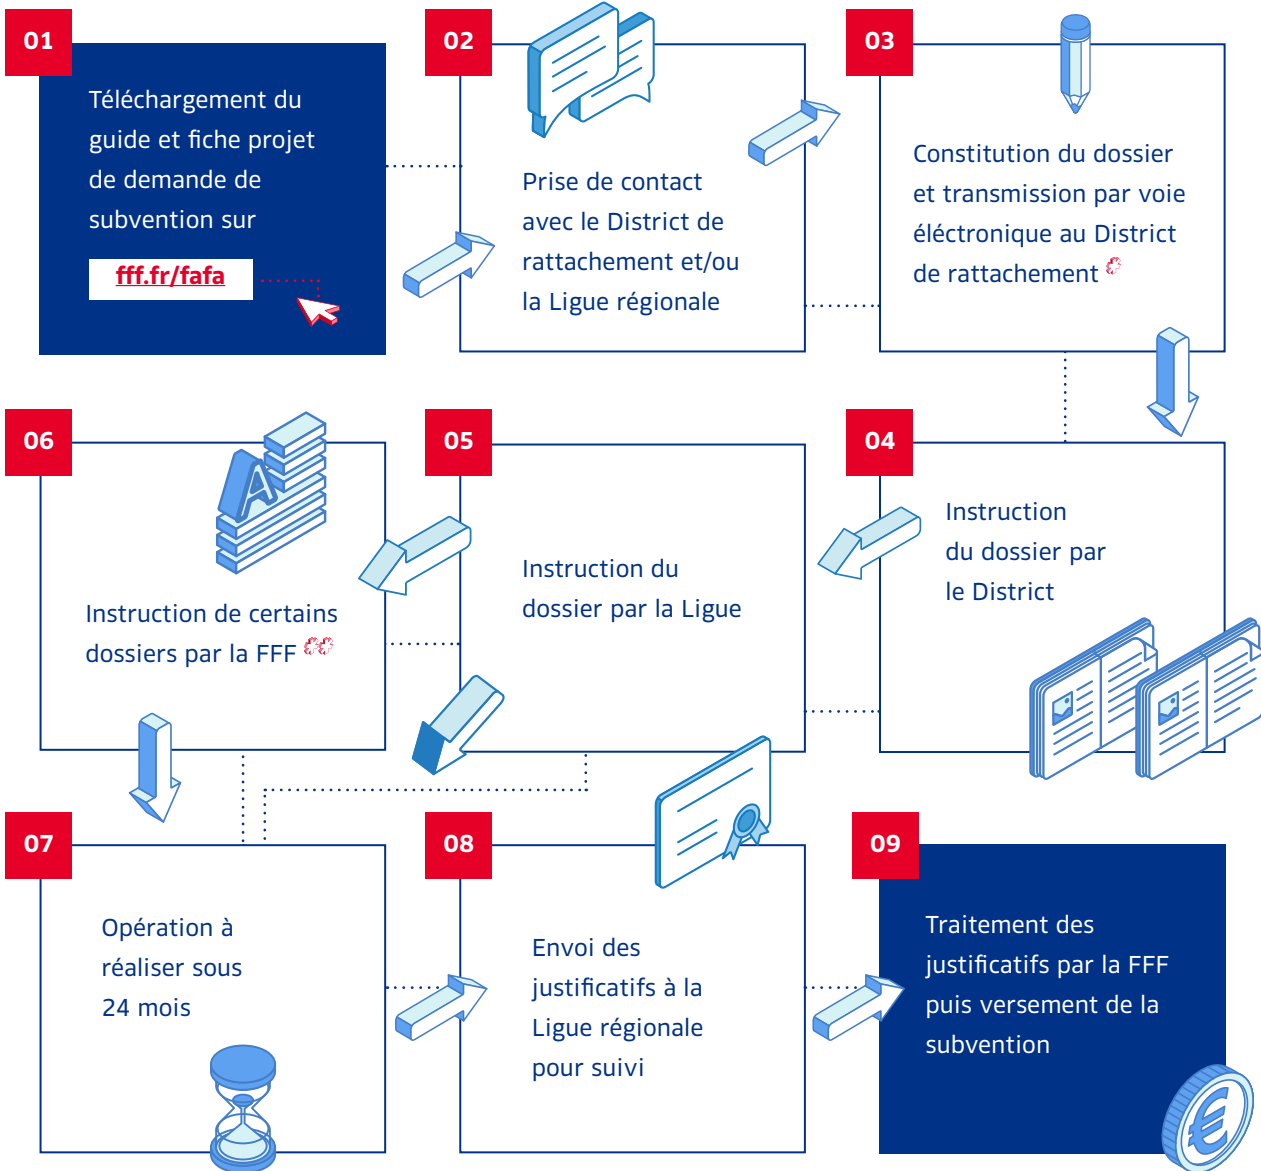 01
Téléchargement du
guide et fiche projet
de demande de
subvention sur
fff.fr/fafa
02
Prise de contact
avec le District de
rattachement et/ou
la Ligue régionale
03
Constitution du dossier
et transmission par voie
éléctronique au District
de rattachement
04
Instruction
du dossier par
le District
05
Instruction du
dossier par la Ligue
06
A
Instruction de certains
dossiers par la FFF
07
Opération à
réaliser sous
24 mois
08
Envoi des
justificatifs à la
Ligue régionale
pour suivi
09
Traitement des
justificatifs par la FFF
puis versement de la
subvention
€